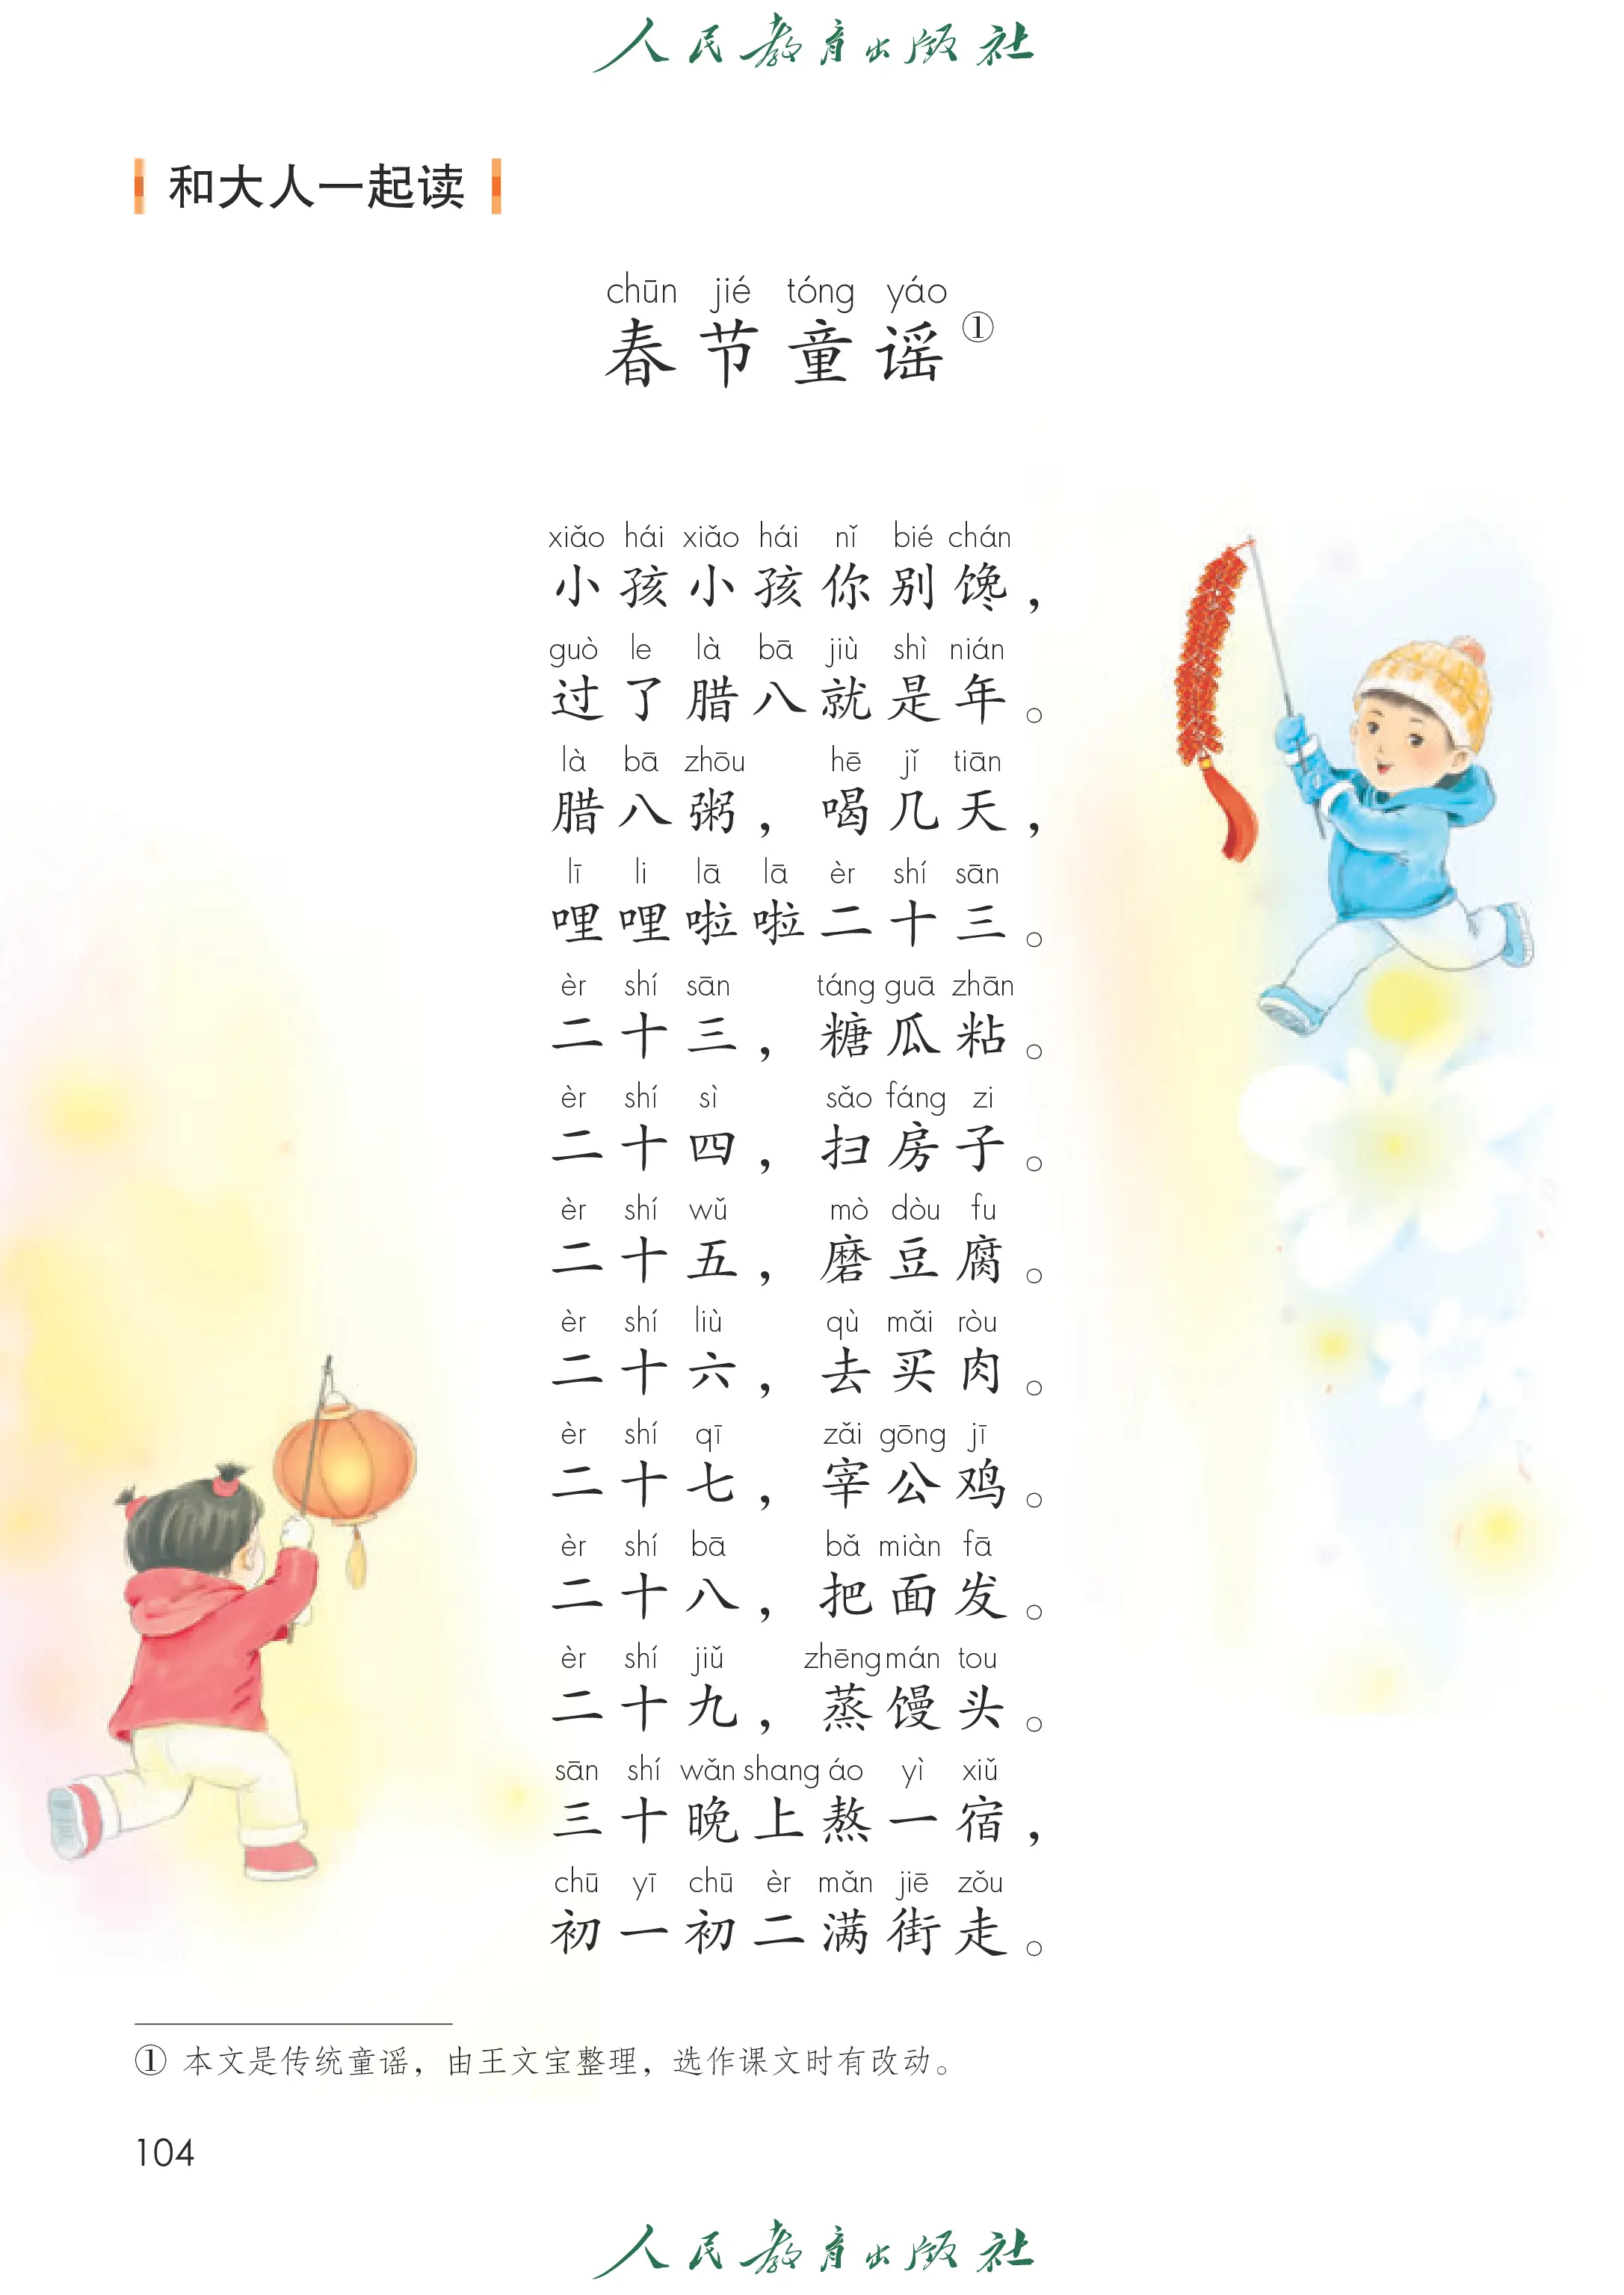 人民教育出版社
和大人一起读
chūn jié tóng yáo
春节童谣①
xiǎo hái xiǎo hái nǐ bié chán
小孩小孩你别馋，
guò le là bā jiù shì nián
过了腊八就是年。
là bā zhōu hē jǐ tiān
腊八粥，喝几天，
lī li lā lā èr shí sān
哩哩啦啦二十三。
èr shí sān táng guā zhān
二十三，糖瓜粘。
èr shí sì sǎo fáng zi
二十四，扫房子。
èr shí wǔ mò dòu fu
二十五，磨豆腐。
èr shí liù qù mǎi ròu
二十六，去买肉。
èr shí qī zǎi gōng jī
二十七，宰公鸡。
èr shí bā bǎ miàn fā
二十八，把面发。
èr shí jiǔ zhēng mán tou
二十九，蒸馒头。
sān shí wǎn shang áo yì xiǔ
三十晚上熬一宿，
chū yī chū èr mǎn jiē zǒu
初一初二满街走。
① 本文是传统童谣，由王文宝整理，选作课文时有改动。
104
人民教育出版社